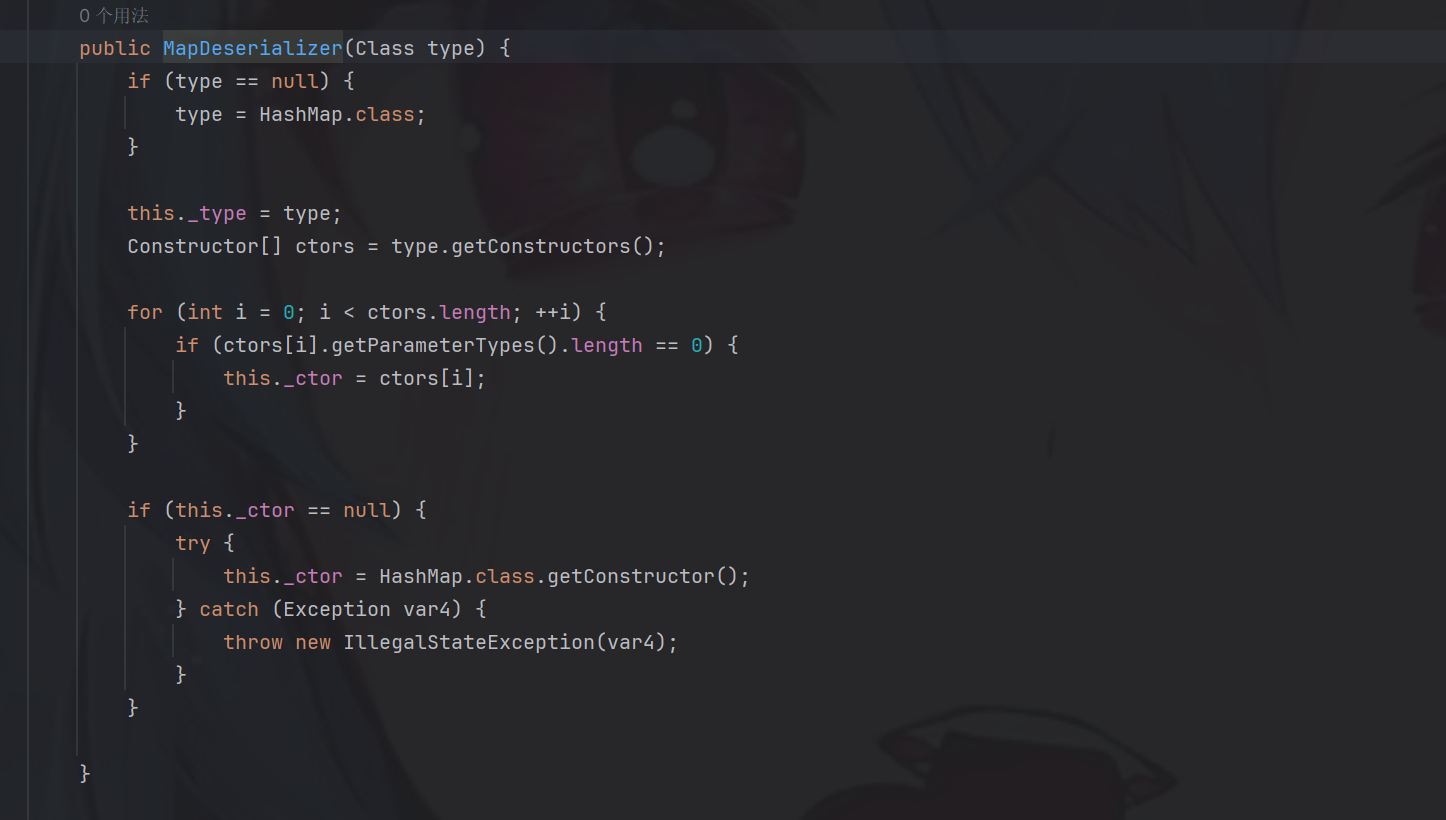 0 个用法
public MapDeserializer(Class type) {
if (type == null) {
type = HashMap.class;
}
this._type = type;
Constructor[] ctors = type.getConstructors();
for (int i = 0; i < ctors.length; ++i) {
if (ctors[i].getParameterTypes().length == 0) {
this._ctor = ctors[i];
}
}
if (this._ctor == null) {
try {
this._ctor = HashMap.class.getConstructor();
} catch (Exception var4) {
throw new IllegalStateException(var4);
}
}
}